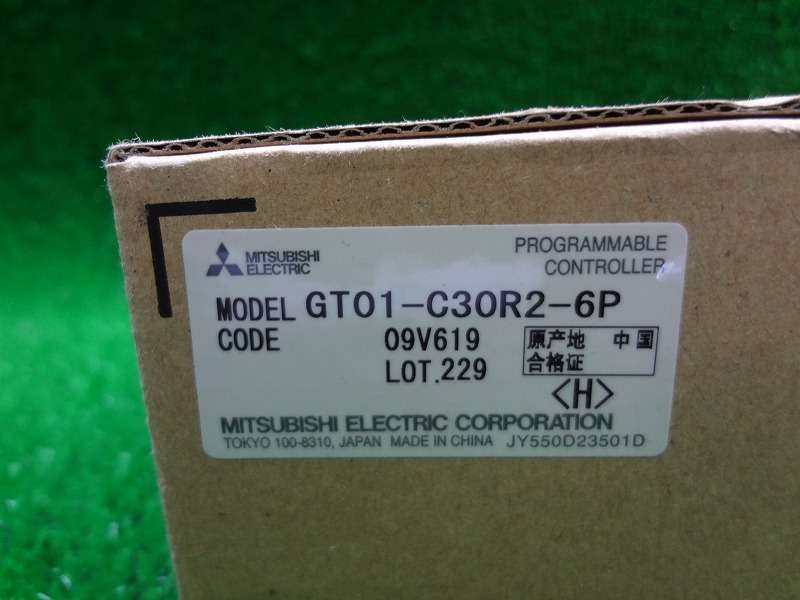 MITSUBISHI
ELECTRIC
PROGRAMMABLE
CONTROLLER
MODEL GT01-C30R2-6P
CODE 09V619
LOT.229
原产地 中国
合格证
<H>
MITSUBISHI ELECTRIC CORPORATION
TOKYO 100-8310, JAPAN MADE IN CHINA JY550D23501D